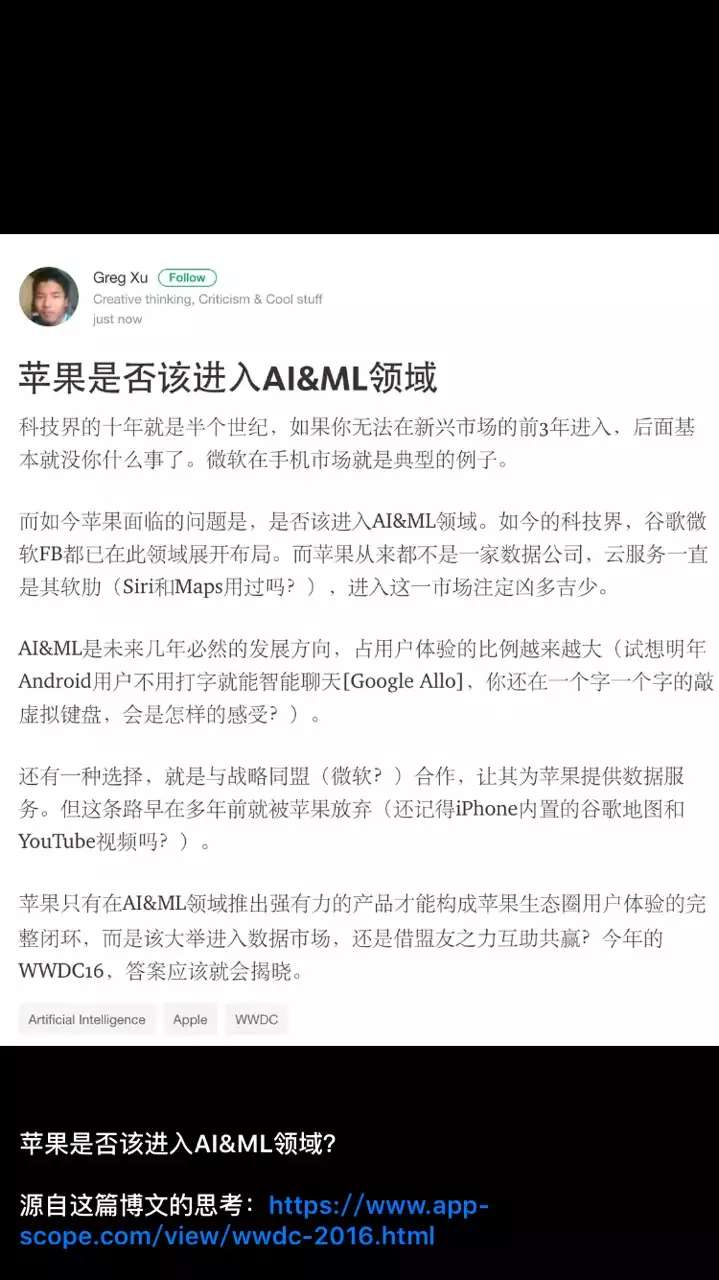 Greg Xu Follow
Creative thinking, Criticism & Cool stuff
just now
苹果是否该进入AI&ML领域
科技界的十年就是半个世纪，如果你无法在新兴市场的前3年进入，后面基
本就没你什么事了。微软在手机市场就是典型的例子。
而如今苹果面临的问题是，是否该进入AI&ML领域。如今的科技界，谷歌微
软FB都已在此领域展开布局。而苹果从来都不是一家数据公司，云服务一直
是其软肋（Siri和Maps用过吗？），进入这一市场注定凶多吉少。
AI&ML是未来几年必然的发展方向，占用户体验的比例越来越大（试想明年
Android用户不用打字就能智能聊天[Google Allo]，你还在一个字一个字的敲
虚拟键盘，会是怎样的感受？）。
还有一种选择，就是与战略同盟（微软？）合作，让其为苹果提供数据服
务。但这条路早在多年前就被苹果放弃（还记得iPhone内置的谷歌地图和
YouTube视频吗？）。
苹果只有在AI&ML领域推出强有力的产品才能构成苹果生态圈用户体验的完
整闭环，而是该大举进入数据市场，还是借盟友之力互助共赢？今年的
WWDC16，答案应该就会揭晓。
Artificial Intelligence Apple WWDC
苹果是否该进入AI&ML领域？
源自这篇博文的思考：https://www.app-
scope.com/view/wwdc-2016.html